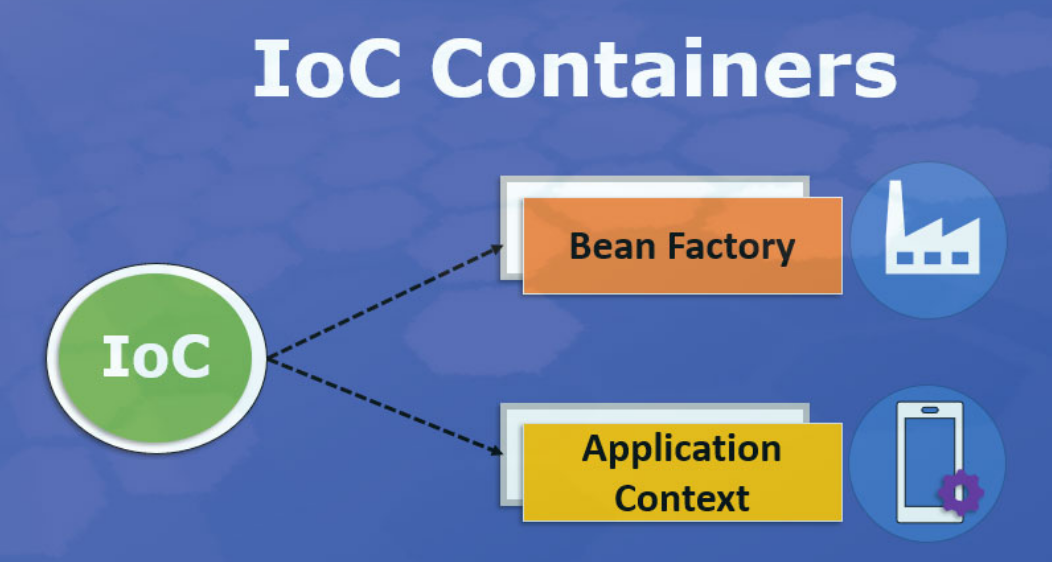 IoC Containers
Bean Factory
IoC
Application
Context